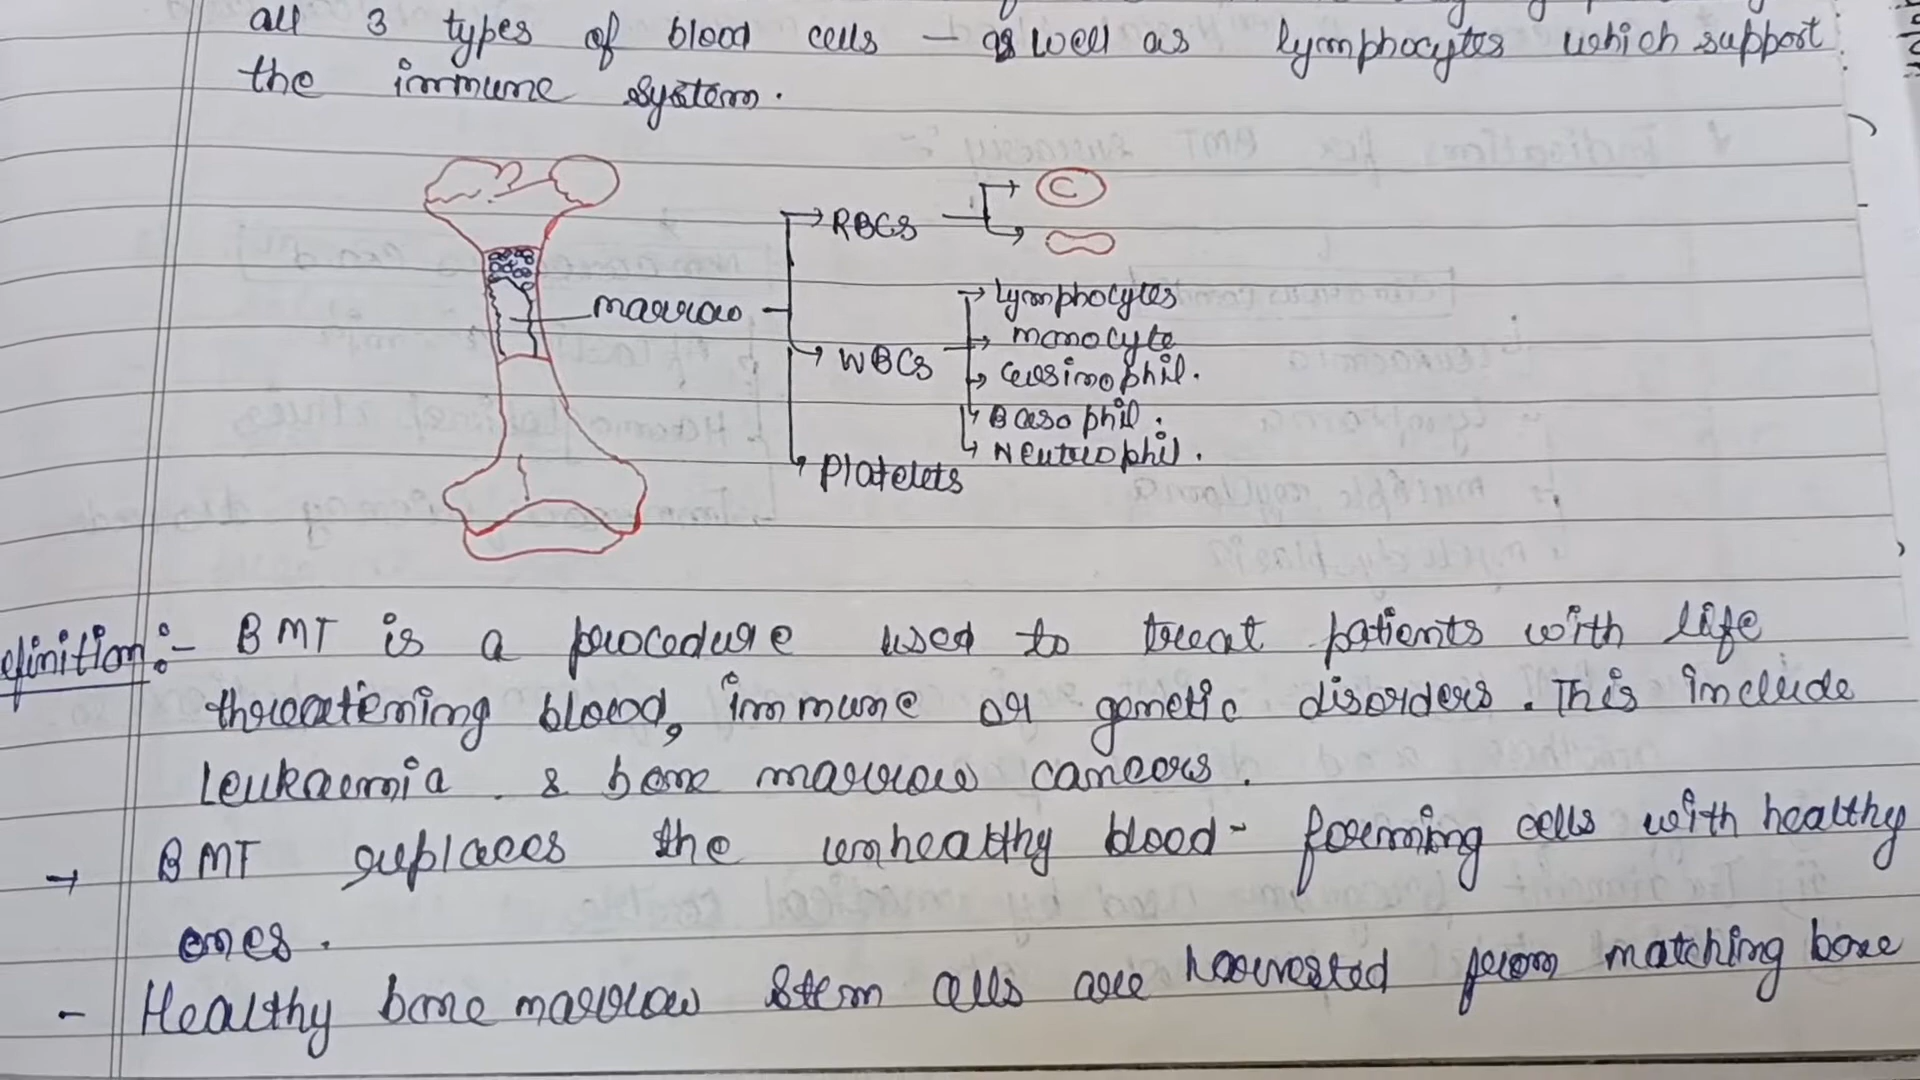 all 3 types of blood cells – as well as lymphocytes which support
the immune system.
RBCs
C
marrow
Lymphocytes
monocyte
WBCs
Eosinophil.
Basophil.
Neutrophil.
Platelets
efinition:- BMT is a procedure used to treat patients with life
threatening blood, immune or genetic disorders. This include
Leukaemia & bone marrow cancers.
→ BMT replaces the unhealthy blood- forming cells with healthy
ones.
- Healthy bone marrow stem cells are harvested from matching bone